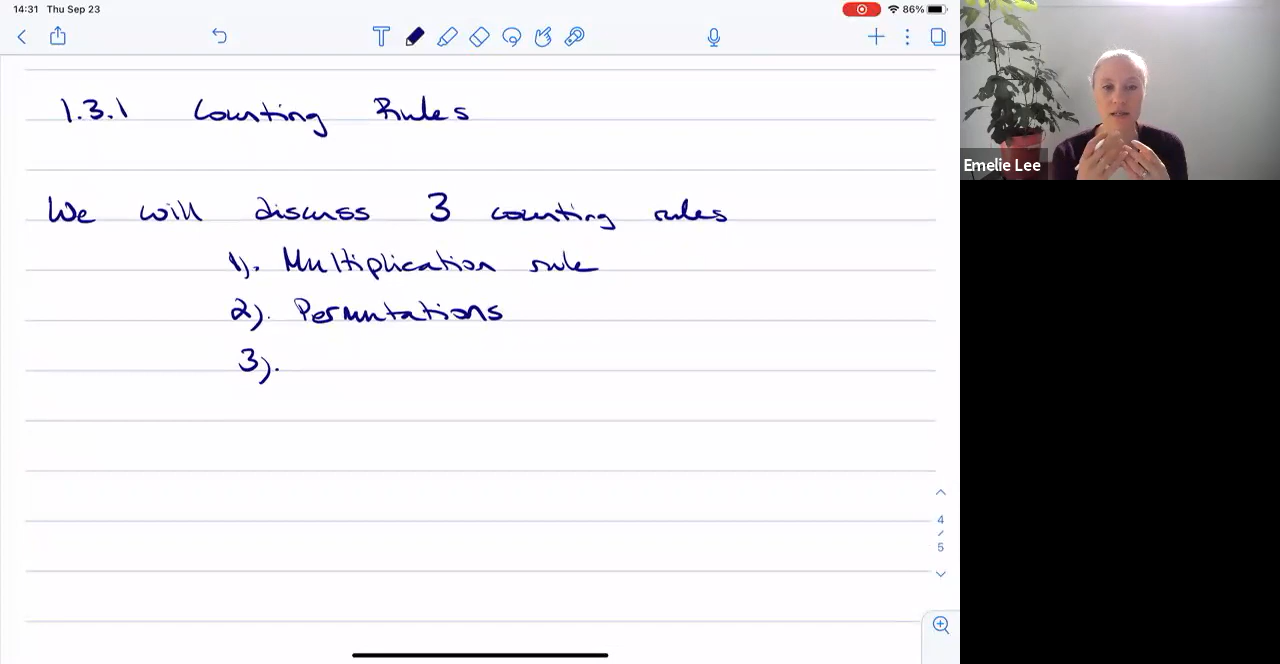 14:31 Thu Sep 23
86%
1.3.1 Counting Rules
We will discuss 3 counting rules
1). Multiplication rule
2). Permutations
3).
Emelie Lee
4
5